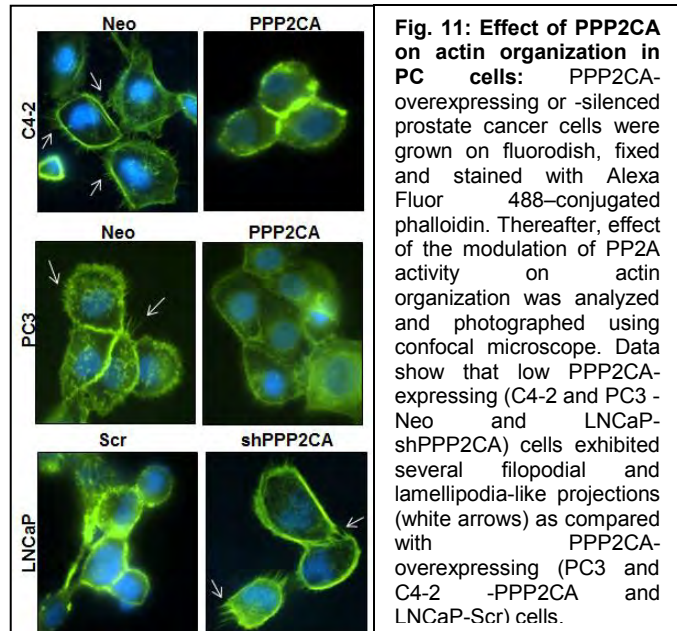 Neo PPP2CA
C4-2
Neo PPP2CA
PC3
Scr shPPP2CA
LNCaP
Fig. 11: Effect of PPP2CA
on actin organization in
PC cells: PPP2CA-
overexpressing or -silenced
prostate cancer cells were
grown on fluorodish, fixed
and stained with Alexa
Fluor 488–conjugated
phalloidin. Thereafter, effect
of the modulation of PP2A
activity on actin
organization was analyzed
and photographed using
confocal microscope. Data
show that low PPP2CA-
expressing (C4-2 and PC3 -
Neo and LNCaP-
shPPP2CA) cells exhibited
several filopodial and
lamellipodia-like projections
(white arrows) as compared
with PPP2CA-
overexpressing (PC3 and
C4-2 -PPP2CA and
LNCaP-Scr) cells.